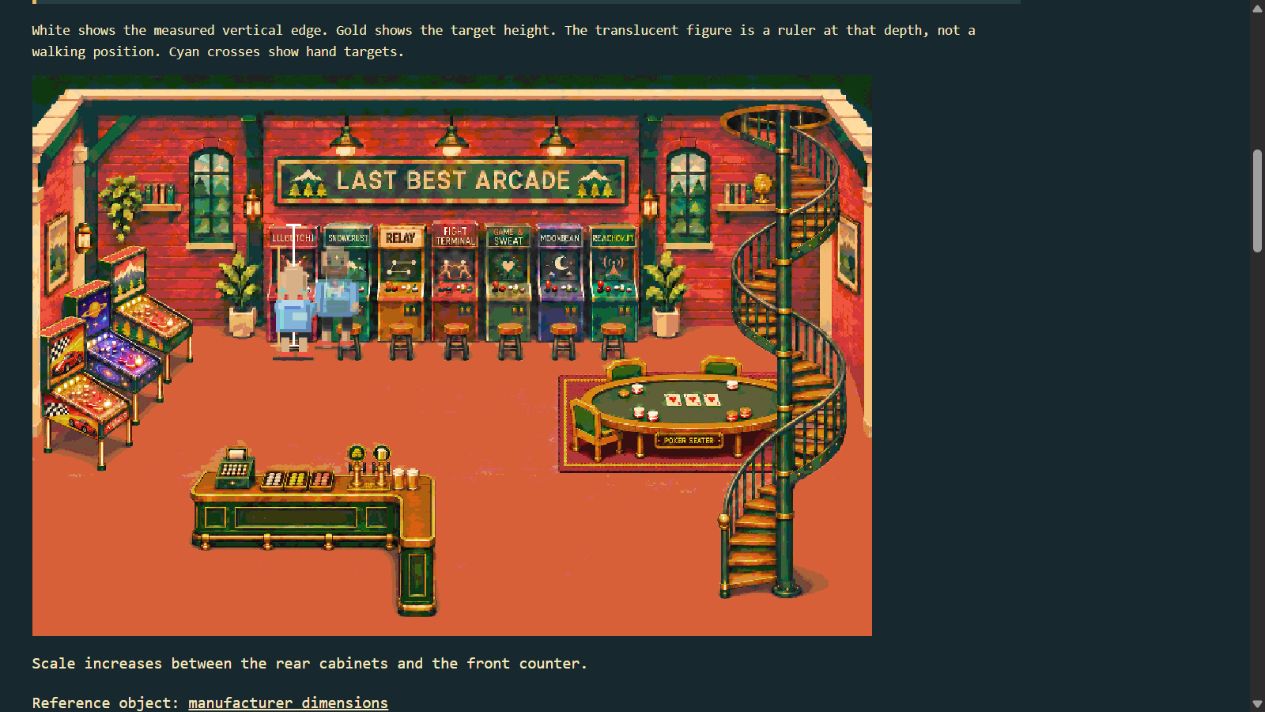 White shows the measured vertical edge. Gold shows the target height. The translucent figure is a ruler at that depth, not a
walking position. Cyan crosses show hand targets.
LAST BEST ARCADE
SNOWCREST
RELAY
FIGHT
TERMINAL
GAME &
SWEAT
MOONBEAN
POKER SEATER
Scale increases between the rear cabinets and the front counter.
Reference object: manufacturer dimensions